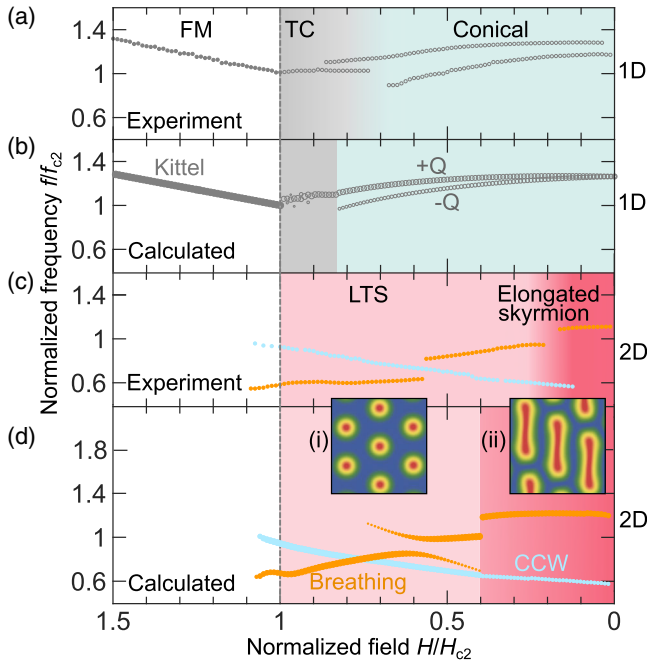 (a)
FM
TC
Conical
1.4
1
0.6
Experiment
1D
(b)
Kittel
+Q
-Q
1.4
1
0.6
Calculated
1D
Normalized frequency f/fc2
(c)
LTS
Elongated
skyrmion
1.4
1
0.6
Experiment
2D
(d)
(i)
(ii)
1.8
1.4
1
0.6
CCW
Breathing
Calculated
2D
1.5
1
0.5
0
Normalized field H/Hc2